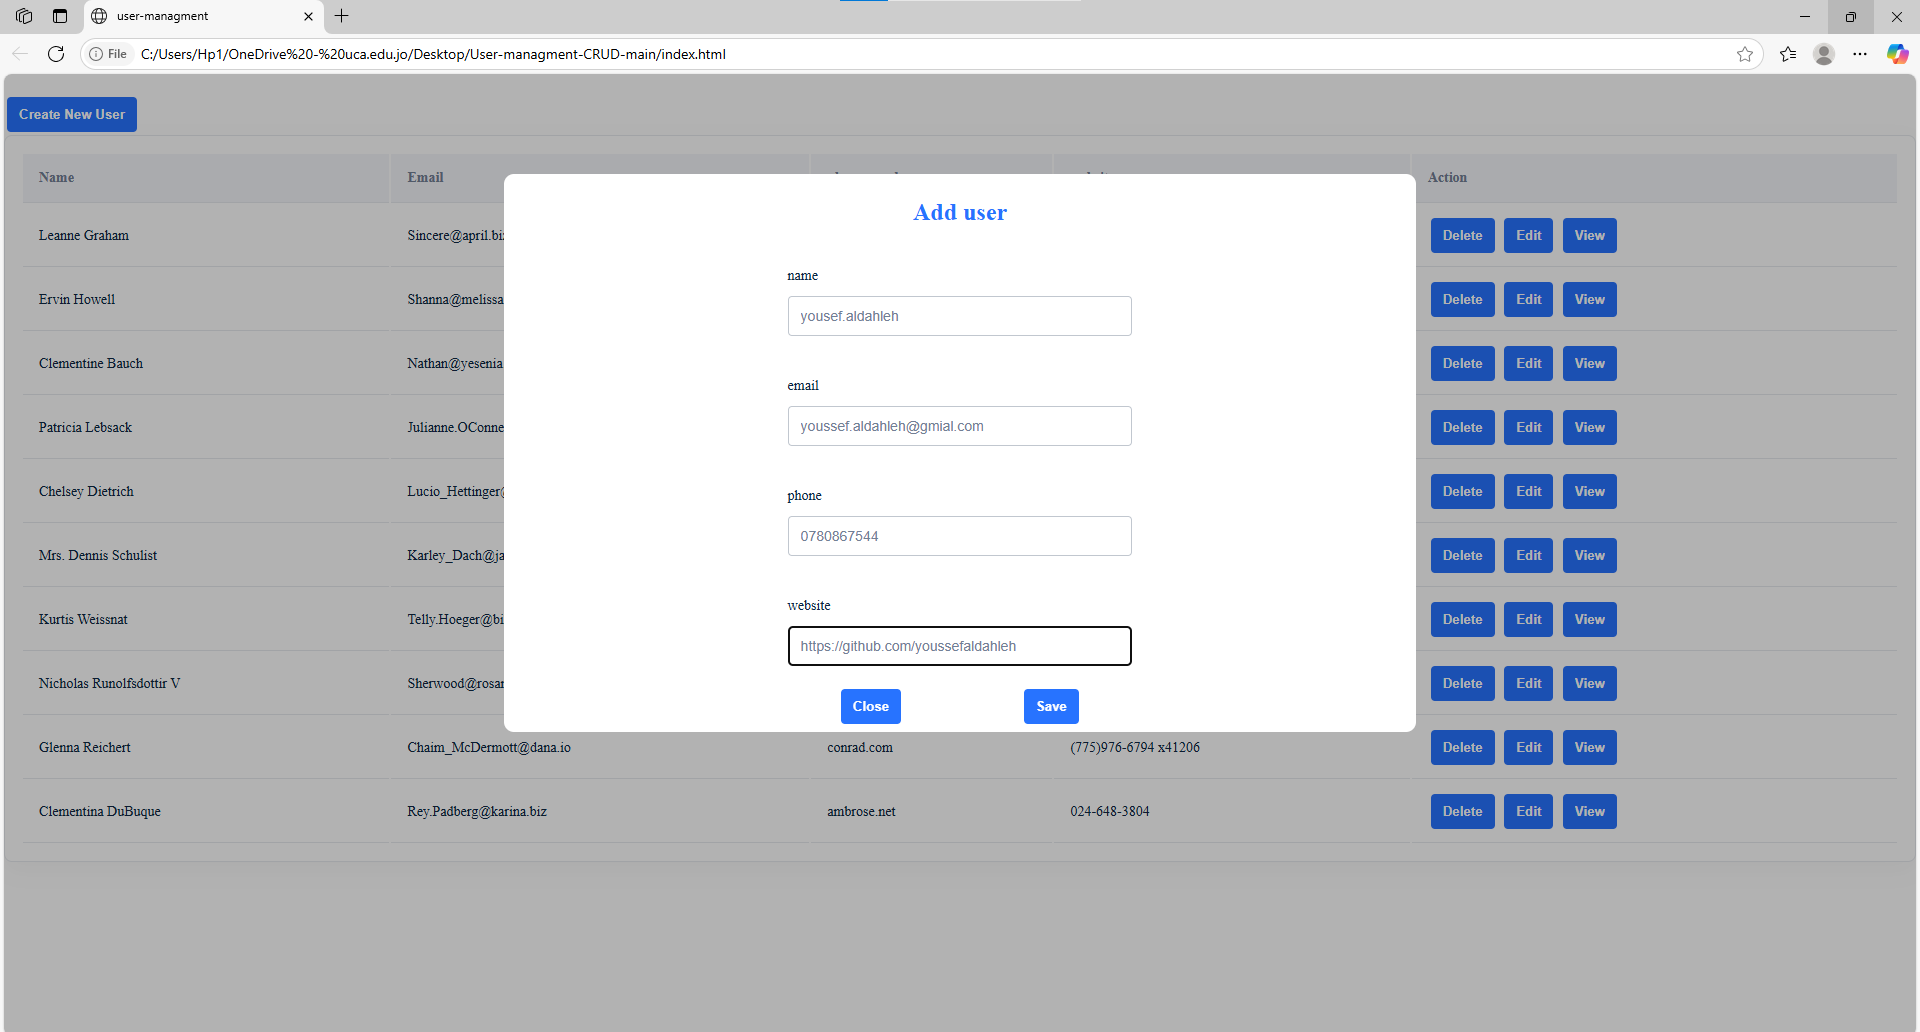 user-managment
File C:/Users/Hp1/OneDrive%20-%20uca.edu.jo/Desktop/User-managment-CRUD-main/index.html
Create New User
Name Email Action
Add user
name
yousef.aldahleh
email
youssef.aldahleh@gmial.com
phone
0780867544
website
https://github.com/youssefaldahleh
Close Save
Leanne Graham Sincere@april.biz Delete Edit View
Ervin Howell Shanna@melissa Delete Edit View
Clementine Bauch Nathan@yesenia Delete Edit View
Patricia Lebsack Julianne.OConne Delete Edit View
Chelsey Dietrich Lucio_Hettinger@ Delete Edit View
Mrs. Dennis Schulist Karley_Dach@ja Delete Edit View
Kurtis Weissnat Telly.Hoeger@bi Delete Edit View
Nicholas Runolfsdottir V Sherwood@rosa Delete Edit View
Glenna Reichert Chaim_McDermott@dana.io conrad.com (775)976-6794 x41206 Delete Edit View
Clementina DuBuque Rey.Padberg@karina.biz ambrose.net 024-648-3804 Delete Edit View